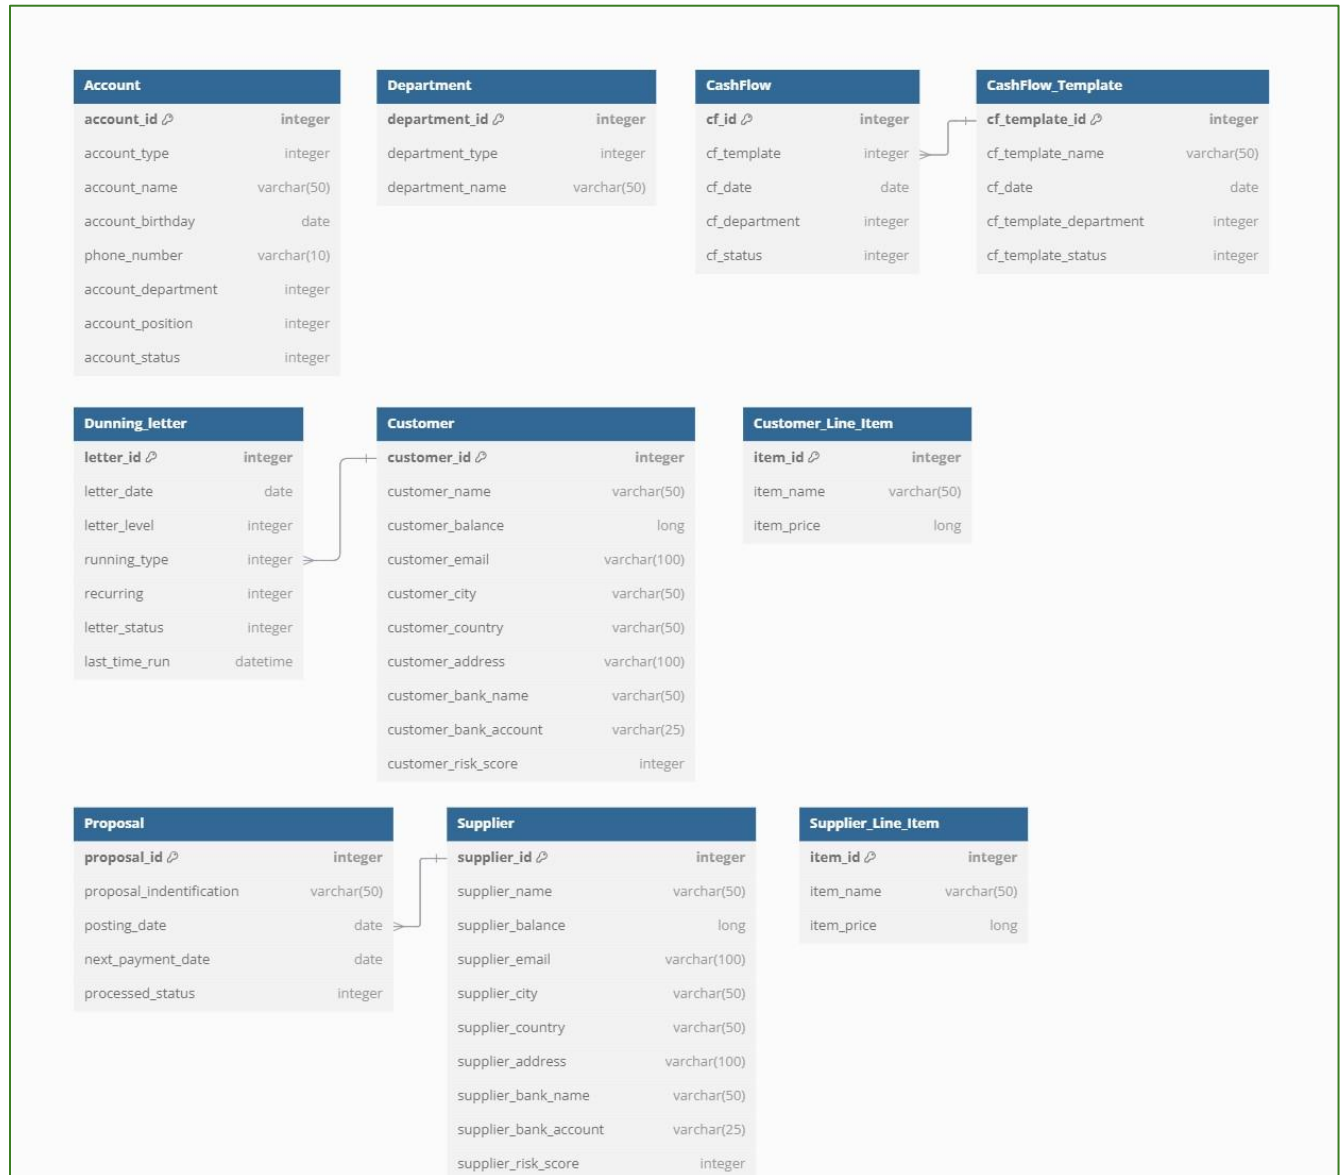 Account
account_id integer
account_type integer
account_name varchar(50)
account_birthday date
phone_number varchar(10)
account_department integer
account_position integer
account_status integer
Department
department_id integer
department_type integer
department_name varchar(50)
CashFlow
cf_id integer
cf_template integer
cf_date date
cf_department integer
cf_status integer
CashFlow_Template
cf_template_id integer
cf_template_name varchar(50)
cf_date date
cf_template_department integer
cf_template_status integer
Dunning_letter
letter_id integer
letter_date date
letter_level integer
running_type integer
recurring integer
letter_status integer
last_time_run datetime
Customer
customer_id integer
customer_name varchar(50)
customer_balance long
customer_email varchar(100)
customer_city varchar(50)
customer_country varchar(50)
customer_address varchar(100)
customer_bank_name varchar(50)
customer_bank_account varchar(25)
customer_risk_score integer
Customer_Line_Item
item_id integer
item_name varchar(50)
item_price long
Proposal
proposal_id integer
proposal_indentification varchar(50)
posting_date date
next_payment_date date
processed_status integer
Supplier
supplier_id integer
supplier_name varchar(50)
supplier_balance long
supplier_email varchar(100)
supplier_city varchar(50)
supplier_country varchar(50)
supplier_address varchar(100)
supplier_bank_name varchar(50)
supplier_bank_account varchar(25)
supplier_risk_score integer
Supplier_Line_Item
item_id integer
item_name varchar(50)
item_price long